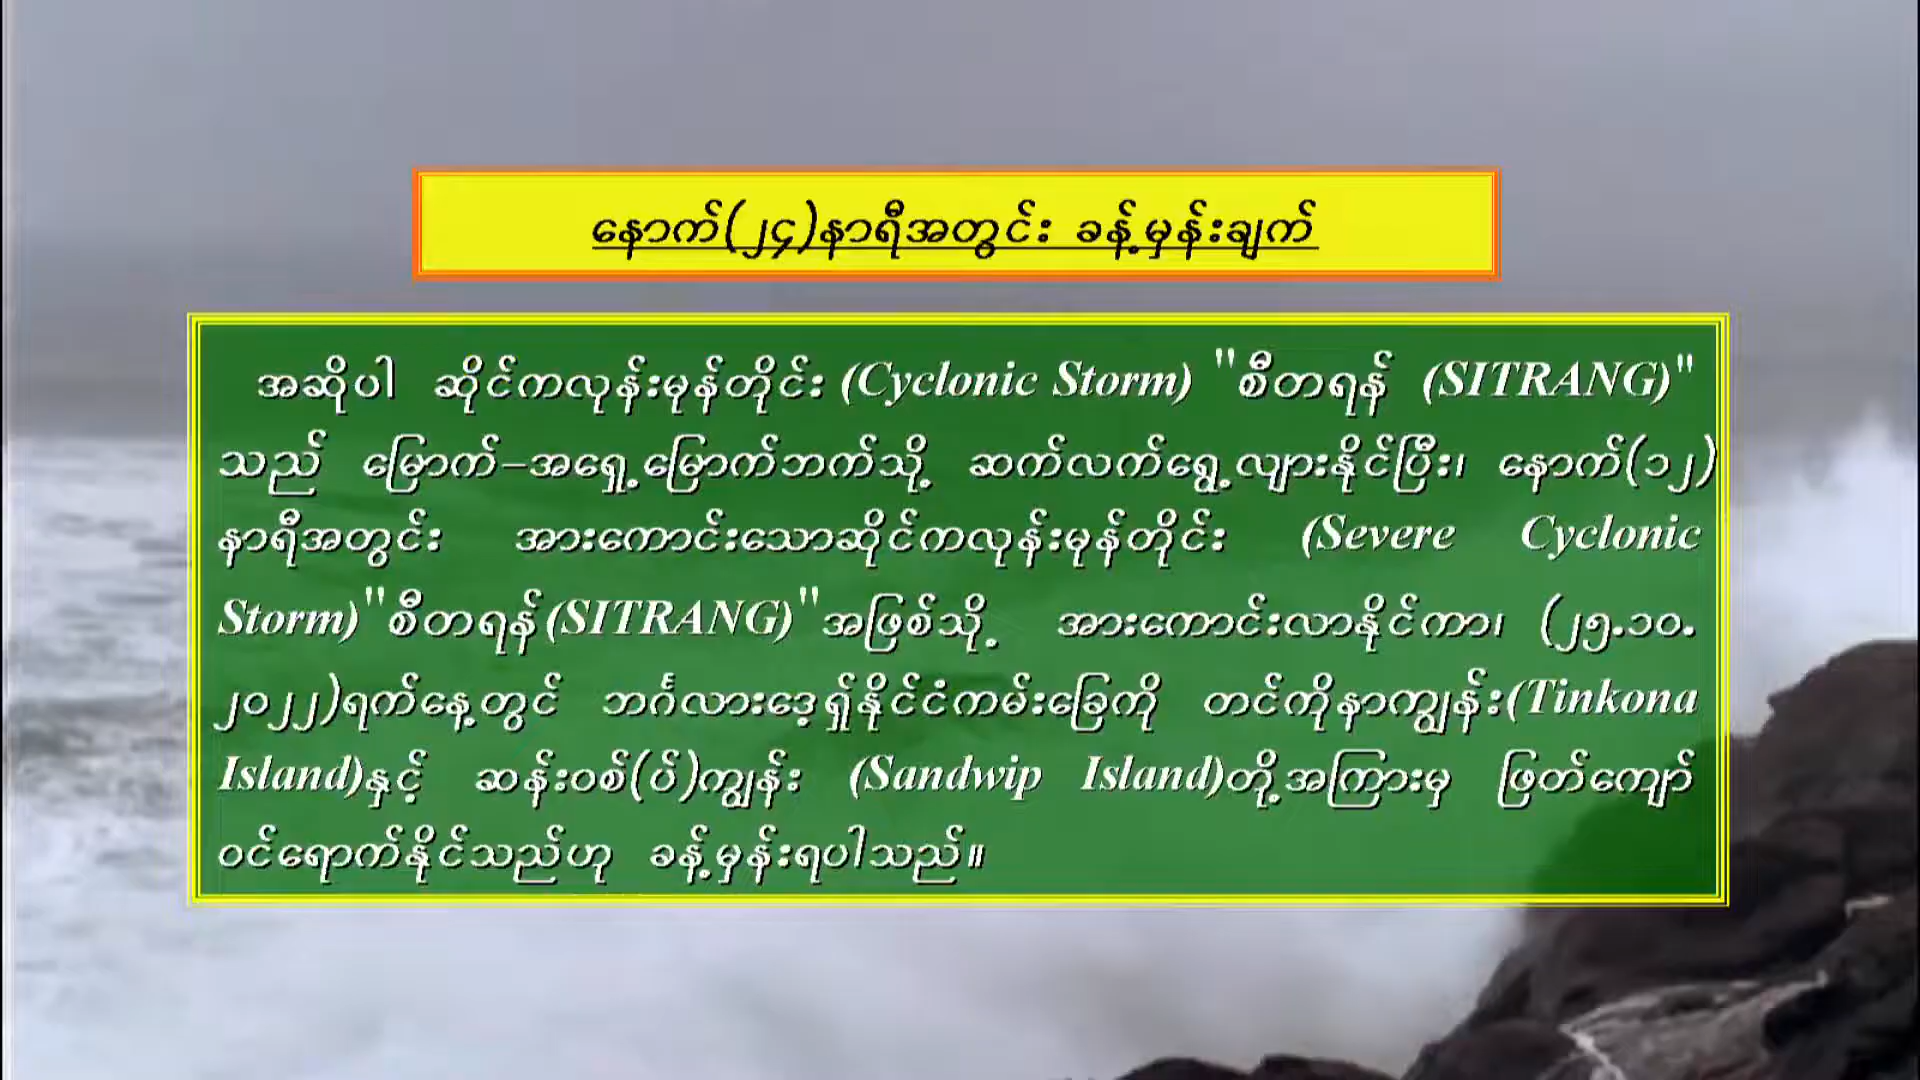 နောက်(၂၄)နာရီအတွင်း ခန့်မှန်းချက်
အဆိုပါ ဆိုင်ကလုန်းမုန်တိုင်း (Cyclonic Storm) "စီတရန် (SITRANG)"
သည် မြောက်-အရှေ့မြောက်ဘက်သို့ ဆက်လက်ရွေ့လျားနိုင်ပြီး၊ နောက်(၁၂)
နာရီအတွင်း အားကောင်းသောဆိုင်ကလုန်းမုန်တိုင်း (Severe Cyclonic
Storm)"စီတရန်(SITRANG)"အဖြစ်သို့ အားကောင်းလာနိုင်ကာ၊ (၂၅.၁၀.
၂၀၂၂)ရက်နေ့တွင် ဘင်္ဂလားဒေ့ရှ်နိုင်ငံကမ်းခြေကို တင်ကိုနာကျွန်း(Tinkona
Island)နှင့် ဆန်းဝစ်(ပ်)ကျွန်း (Sandwip Island)တို့အကြားမှ ဖြတ်ကျော်
ဝင်ရောက်နိုင်သည်ဟု ခန့်မှန်းရပါသည်။